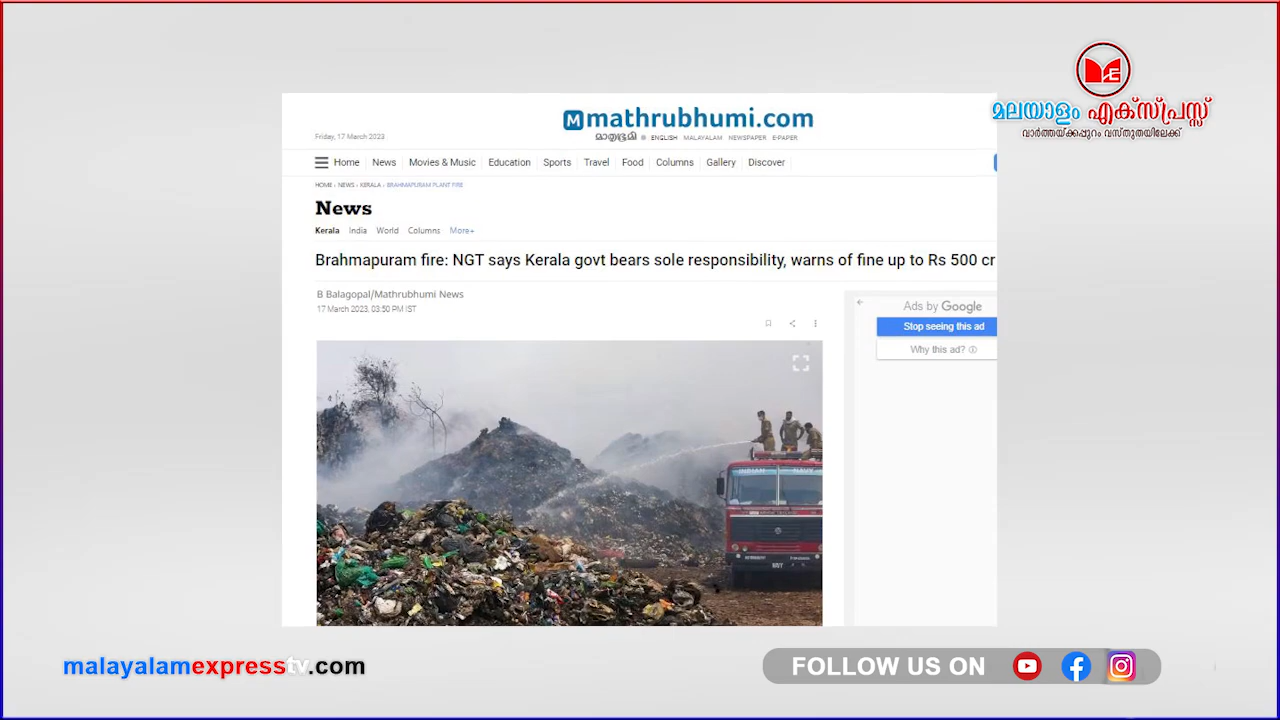 mathrubhumi.com
Friday, 17 March 2023
മാതൃഭൂമി ENGLISH MALAYALAM NEWSPAPER E-PAPER
മലയാളം എക്സ്പ്രസ്സ്
വാർത്തയ്ക്കപ്പുറം വസ്തുതയിലേക്ക്
Home News Movies & Music Education Sports Travel Food Columns Gallery Discover
HOME › NEWS › KERALA › BRAHMAPURAM PLANT FIRE
News
Kerala India World Columns More+
Brahmapuram fire: NGT says Kerala govt bears sole responsibility, warns of fine up to Rs 500 cr
B Balagopal/Mathrubhumi News
17 March 2023, 03:50 PM IST
Ads by Google
Stop seeing this ad
Why this ad?
INDIAN NAVY
malayalamexpresstv.com
FOLLOW US ON